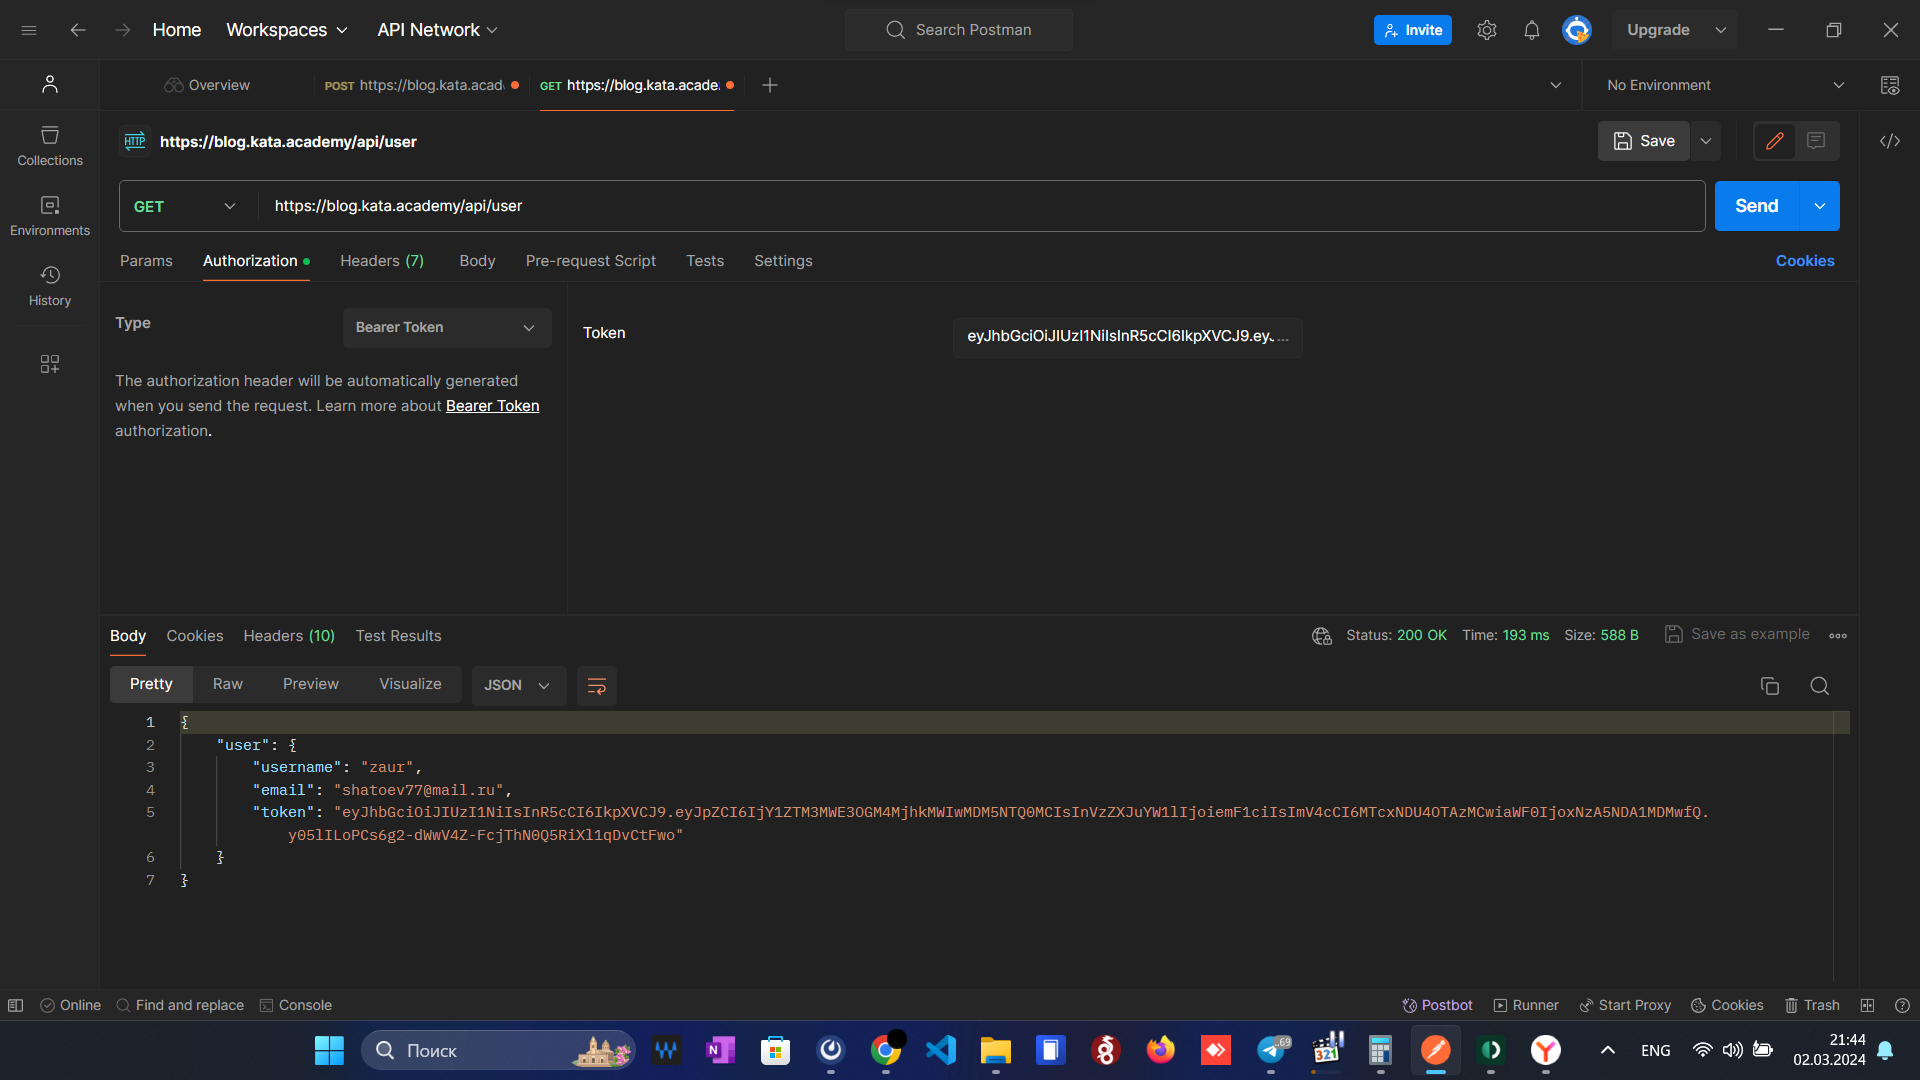 Home
Workspaces
API Network
Search Postman
Invite
Upgrade
Overview
POST https://blog.kata.acad
GET https://blog.kata.acade.
No Environment
HTTP https://blog.kata.academy/api/user
Save
Collections
Environments
History
GET
https://blog.kata.academy/api/user
Send
Params
Authorization
Headers (7)
Body
Pre-request Script
Tests
Settings
Cookies
Type
Bearer Token
The authorization header will be automatically generated
when you send the request. Learn more about Bearer Token
authorization.
Token
eyJhbGciOiJIUzI1NiIsInR5cCI6IkpXVCJ9.eyJ...
Body
Cookies
Headers (10)
Test Results
Status: 200 OK
Time: 193 ms
Size: 588 B
Save as example
Pretty
Raw
Preview
Visualize
JSON
1 {
2 "user": {
3 "username": "zaur",
4 "email": "shatoev77@mail.ru",
5 "token": "eyJhbGciOiJIUzI1NiIsInR5cCI6IkpXVCJ9.eyJpZCI6IjY1ZTM3MWE3OGM4MjhkMWIwMDM5NTQ0MCIsInVzZXJuYW1lIjoiemF1ciIsImV4cCI6MTcxNDU4OTAzMCwiaWF0IjoxNzA5NDA1MDMwfQ.
y05lILoPCs6g2-dWwV4Z-FcjThN0Q5RiXl1qDvCtFwo"
6 }
7 }
Online
Find and replace
Console
Postbot
Runner
Start Proxy
Cookies
Trash
Поиск
N
69
321
ENG
21:44
02.03.2024